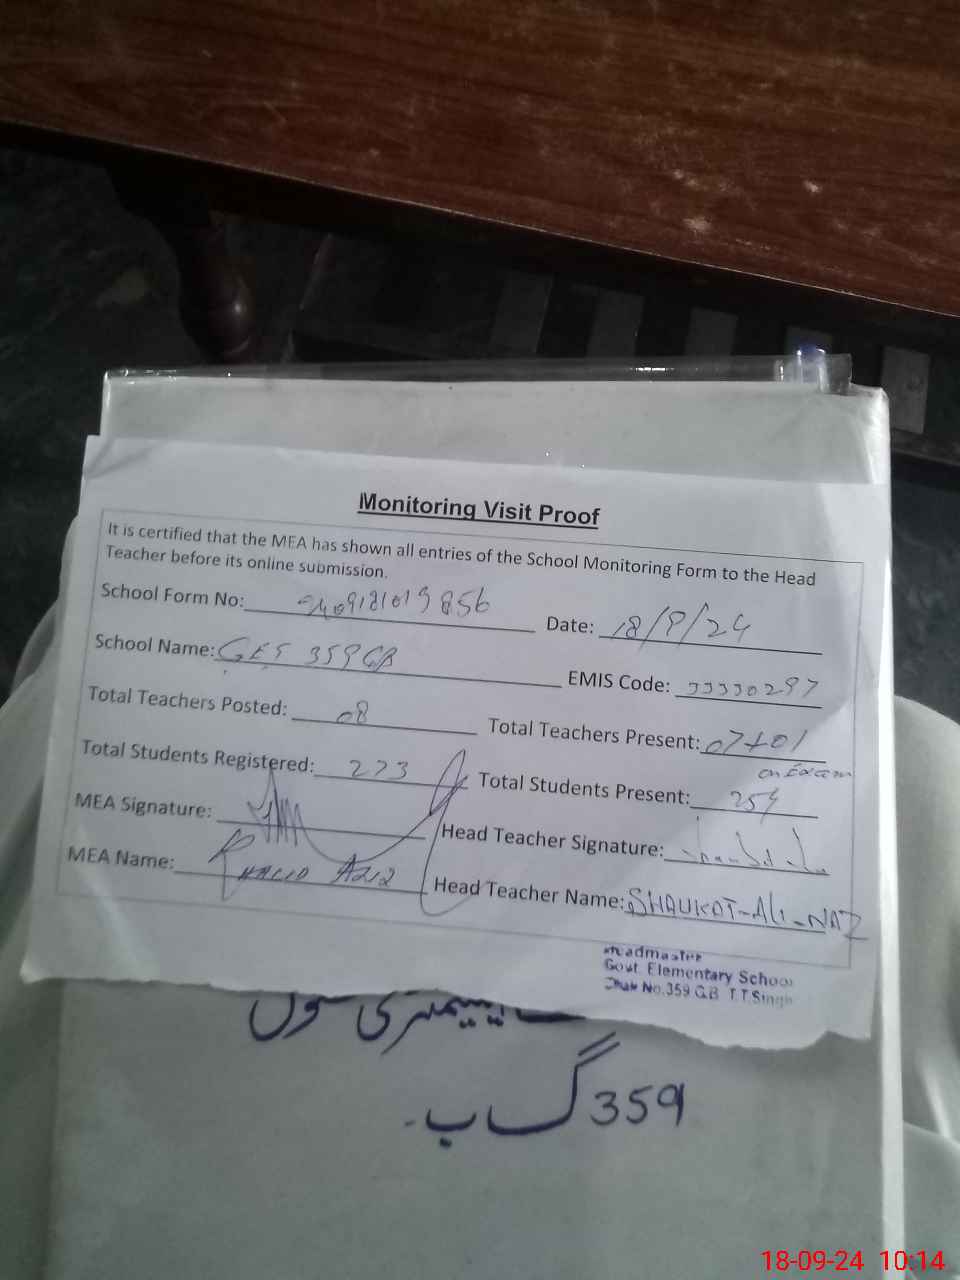 Monitoring Visit Proof
It is certified that the MEA has shown all entries of the School Monitoring Form to the Head
Teacher before its online submission.
School Form No: Date: 18/9/24
School Name: GES 359 GB EMIS Code: 33330297
Total Teachers Posted: 08 Total Teachers Present: 07+01
on Exam
Total Students Registered: 273 Total Students Present: 254
MEA Signature: Head Teacher Signature:
MEA Name: KHALID AZIZ Head Teacher Name: SHAUKAT-ALI-NAZ
Headmaster
Govt. Elementary School
Chak No.359 G.B T.T.Singh
359 گ ب
18-09-24 10:14